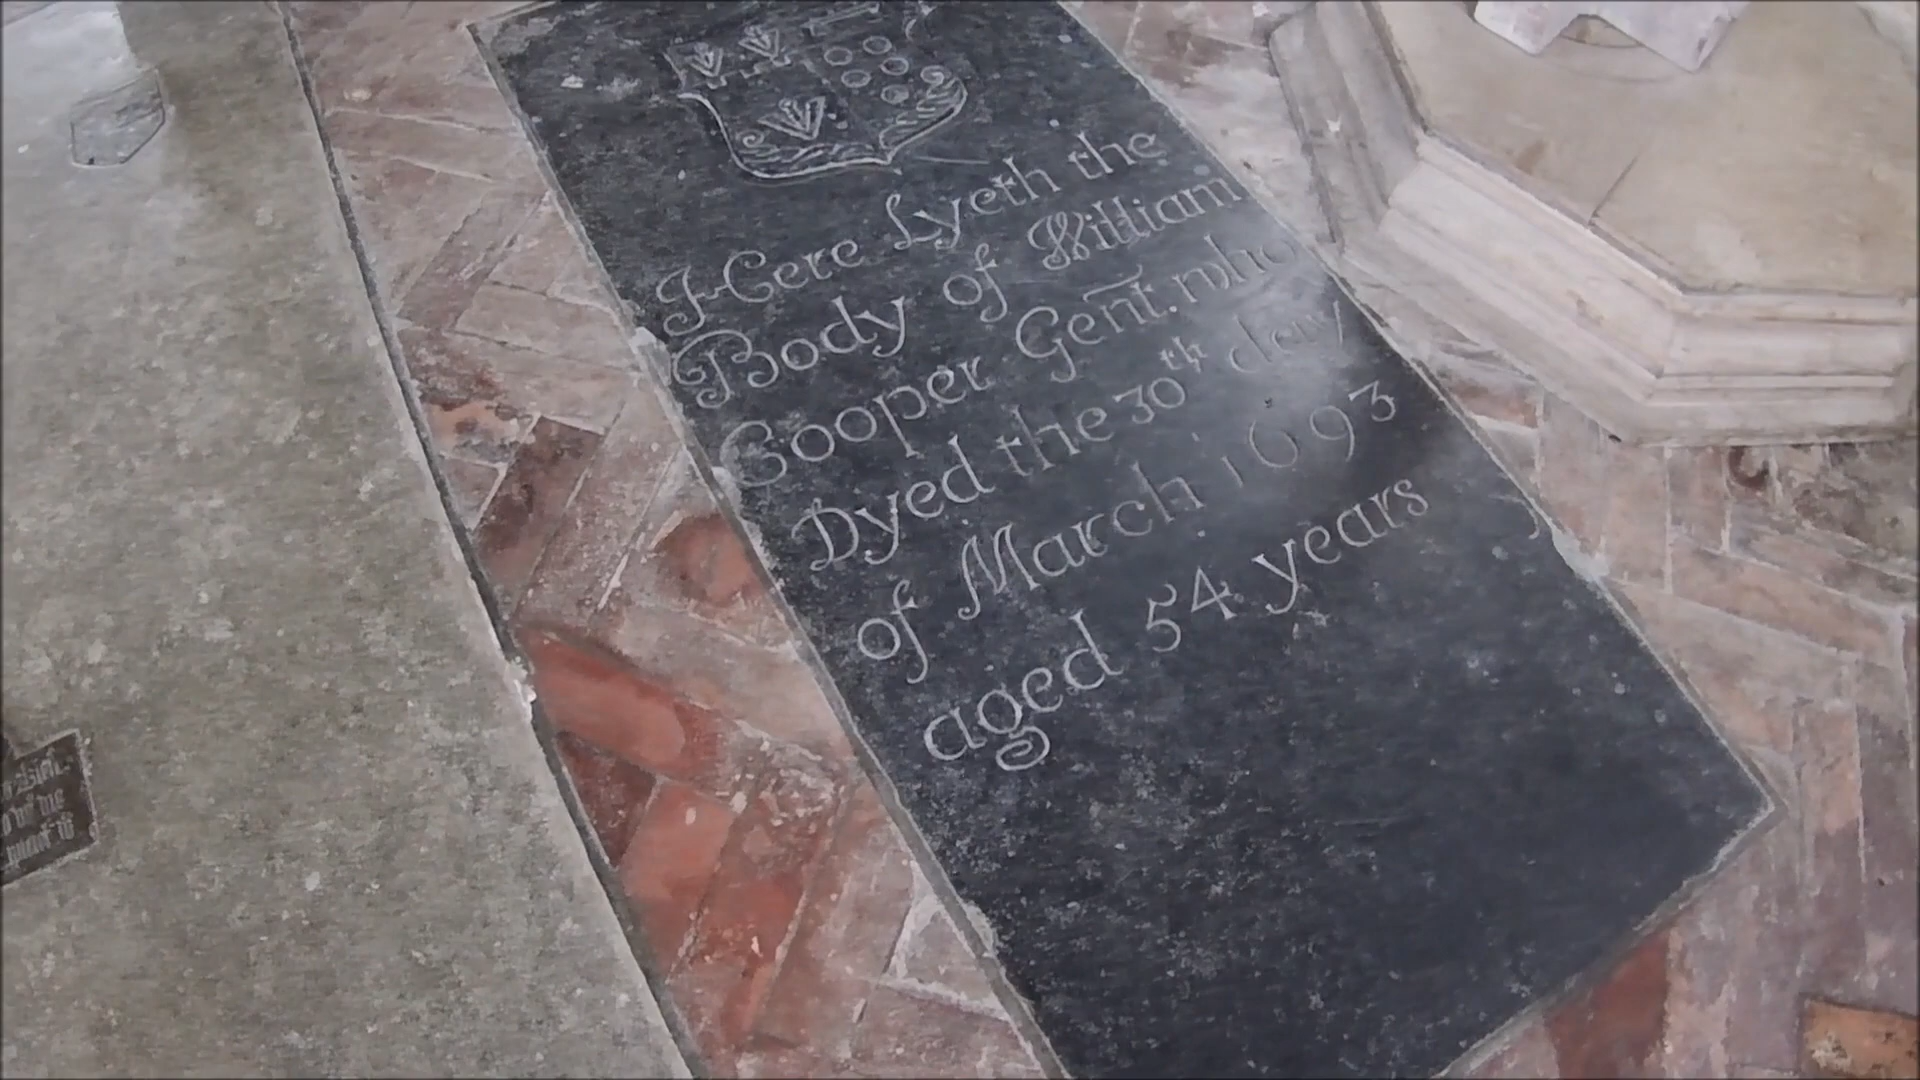 Here Lyeth the
Body of William
Cooper Gent. who
Dyed the 30th day
of March 1693
aged 54 years